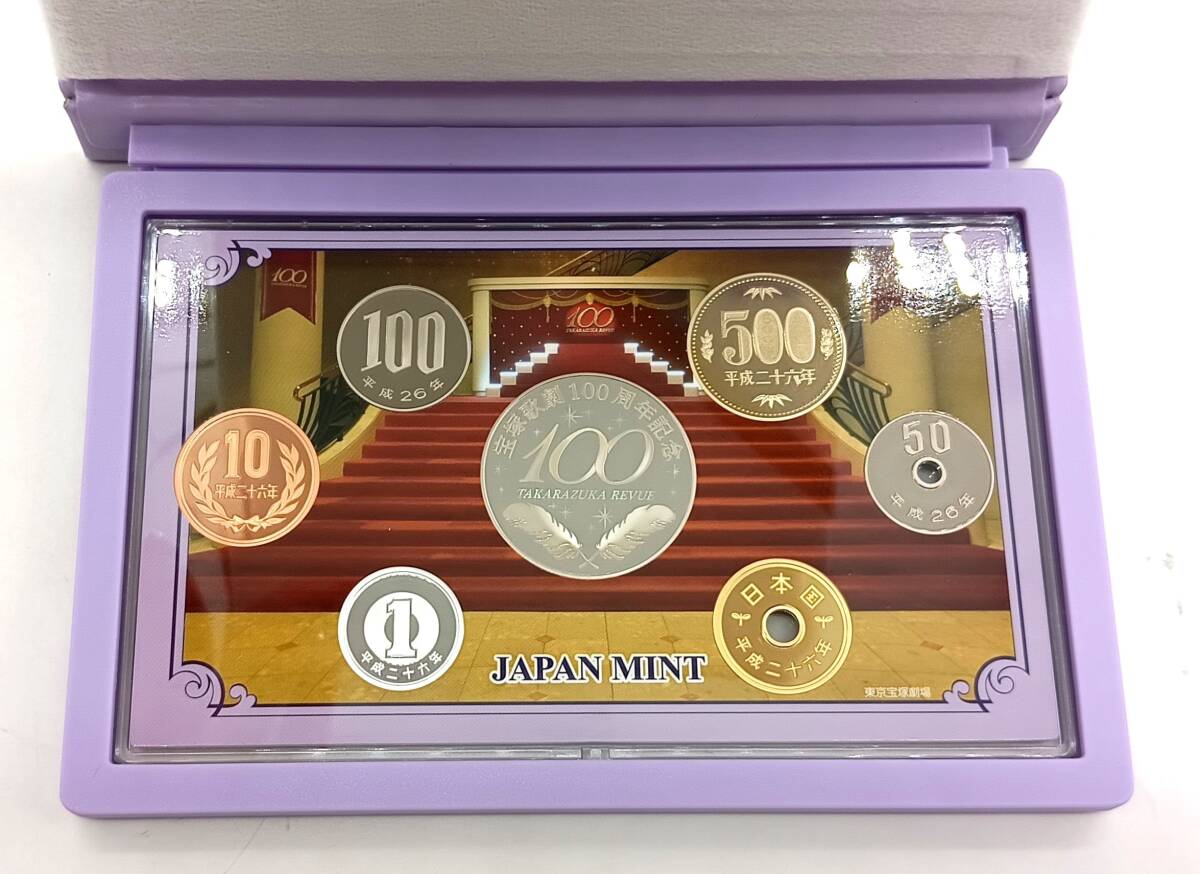 100
100
平成26年
100
TAKARAZUKA REVUE
500
平成二十六年
10
平成二十六年
宝塚歌劇100周年記念
100
TAKARAZUKA REVUE
50
平成26年
1
平成二十六年
日本国
平成二十六年
JAPAN MINT
東京宝塚劇場